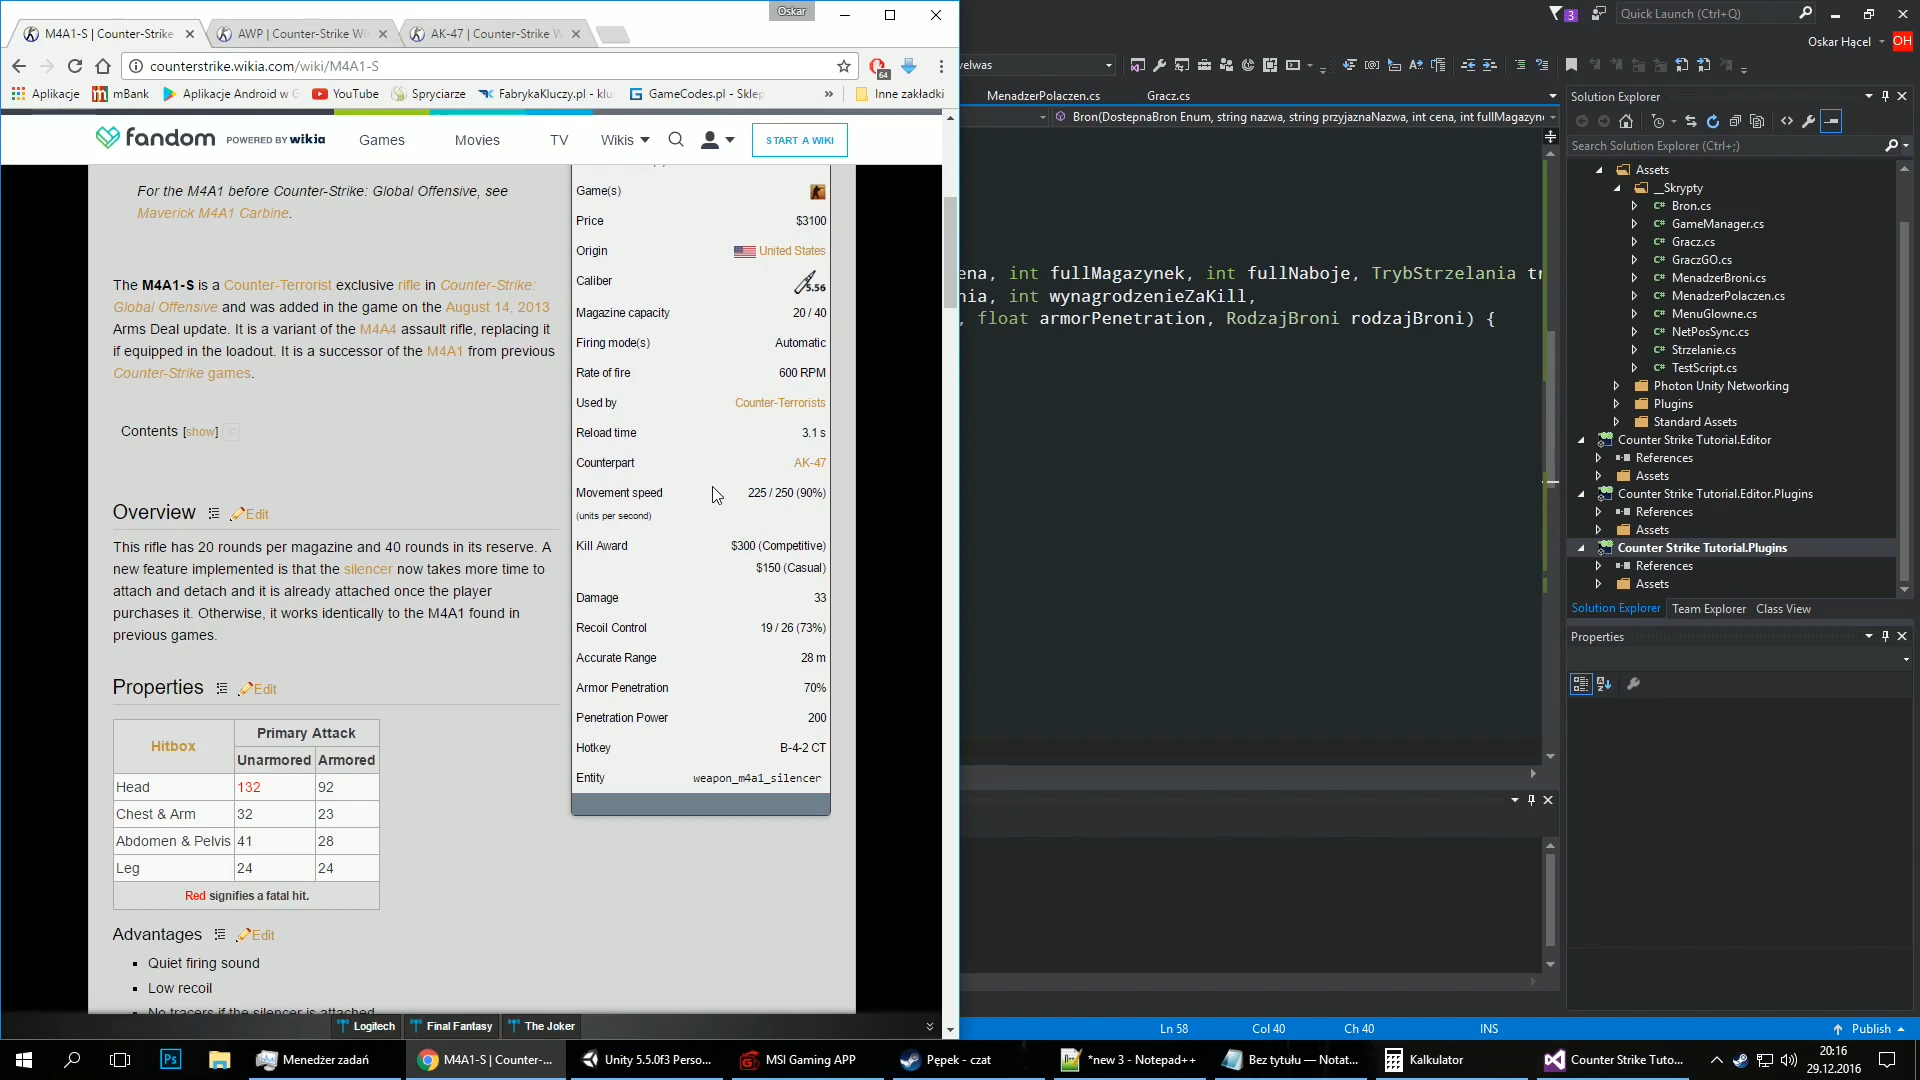 Oskar
M4A1-S | Counter-Strike
AWP | Counter-Strike Wi
AK-47 | Counter-Strike W
counterstrike.wikia.com/wiki/M4A1-S
64
Aplikacje
mBank
Aplikacje Android w G
YouTube
Spryciarze
FabrykaKluczy.pl - klu
GameCodes.pl - Sklep
»
Inne zakładki
fandom
POWERED BY wikia
Games
Movies
TV
Wikis
START A WIKI
For the M4A1 before Counter-Strike: Global Offensive, see
Maverick M4A1 Carbine.
The M4A1-S is a Counter-Terrorist exclusive rifle in Counter-Strike:
Global Offensive and was added in the game on the August 14, 2013
Arms Deal update. It is a variant of the M4A4 assault rifle, replacing it
if equipped in the loadout. It is a successor of the M4A1 from previous
Counter-Strike games.
Contents [show]
Overview
Edit
This rifle has 20 rounds per magazine and 40 rounds in its reserve. A
new feature implemented is that the silencer now takes more time to
attach and detach and it is already attached once the player
purchases it. Otherwise, it works identically to the M4A1 found in
previous games.
Properties
Edit
Hitbox
Primary Attack
Unarmored Armored
Head 132 92
Chest & Arm 32 23
Abdomen & Pelvis 41 28
Leg 24 24
Red signifies a fatal hit.
Advantages
Edit
Quiet firing sound
Low recoil
No tracers if the silencer is attached
Game(s)
Price $3100
Origin United States
Caliber 5.56
Magazine capacity 20 / 40
Firing mode(s) Automatic
Rate of fire 600 RPM
Used by Counter-Terrorists
Reload time 3.1 s
Counterpart AK-47
Movement speed 225 / 250 (90%)
(units per second)
Kill Award $300 (Competitive)
$150 (Casual)
Damage 33
Recoil Control 19 / 26 (73%)
Accurate Range 28 m
Armor Penetration 70%
Penetration Power 200
Hotkey B-4-2 CT
Entity weapon_m4a1_silencer
Logitech
Final Fantasy
The Joker
3
Quick Launch (Ctrl+Q)
Oskar Hącel
OH
velwas
MenadzerPolaczen.cs
Gracz.cs
Bron(DostepnaBron Enum, string nazwa, string przyjaznaNazwa, int cena, int fullMagazyn
ena, int fullMagazynek, int fullNaboje, TrybStrzelania tr
nia, int wynagrodzenieZaKill,
, float armorPenetration, RodzajBroni rodzajBroni) {
Solution Explorer
Search Solution Explorer (Ctrl+;)
Assets
__Skrypty
Bron.cs
GameManager.cs
Gracz.cs
GraczGO.cs
MenadzerBroni.cs
MenadzerPolaczen.cs
MenuGlowne.cs
NetPosSync.cs
Strzelanie.cs
TestScript.cs
Photon Unity Networking
Plugins
Standard Assets
Counter Strike Tutorial.Editor
References
Assets
Counter Strike Tutorial.Editor.Plugins
References
Assets
Counter Strike Tutorial.Plugins
References
Assets
Solution Explorer
Team Explorer
Class View
Properties
Ln 58
Col 40
Ch 40
INS
Publish
Menedżer zadań
M4A1-S | Counter-...
Unity 5.5.0f3 Perso...
MSI Gaming APP
Pępek - czat
*new 3 - Notepad++
Bez tytułu — Notat...
Kalkulator
Counter Strike Tuto...
20:16
29.12.2016